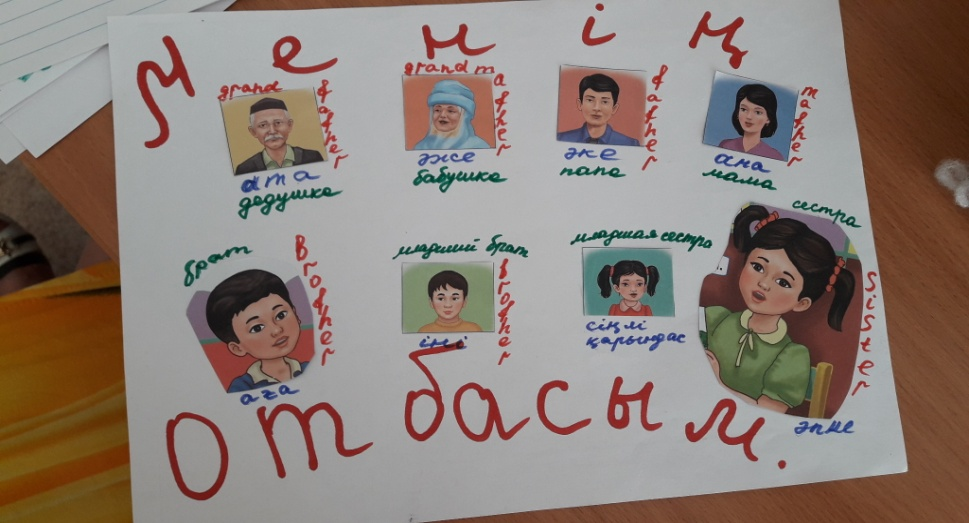 Менің
grand father
ата
дедушка
grand mather
әже
бабушка
father
әке
папа
mather
ана
мама
брат
Brother
аға
младший брат
brother
іні
младшая сестра
сіңлі
қарындас
сестра
Sister
әпке
Отбасым.